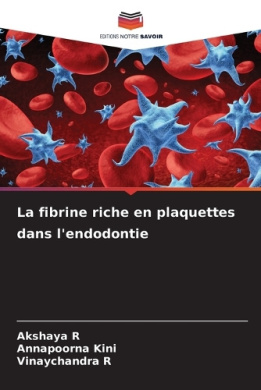 EDITIONS NOTRE SAVOIR
La fibrine riche en plaquettes
dans l'endodontie
Akshaya R
Annapoorna Kini
Vinaychandra R